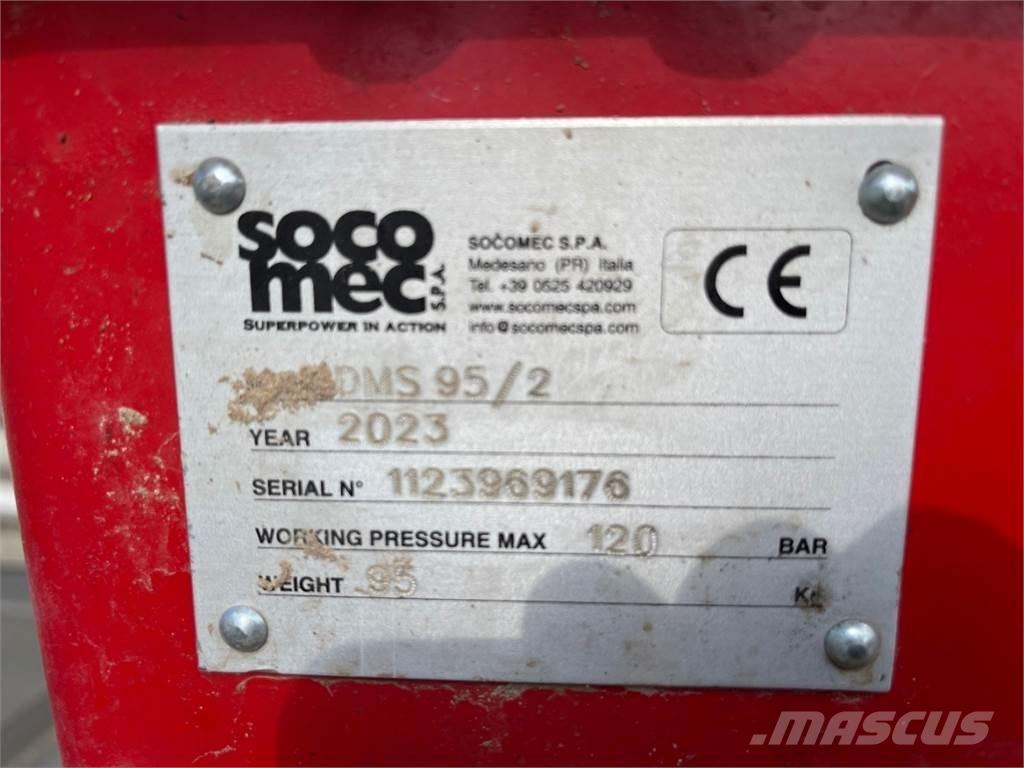 soco
mec S.P.A.
SUPERPOWER IN ACTION
SOCOMEC S.P.A.
Medesano (PR) Italia
Tel. +39 0525 420929
www.socomecspa.com
info@socomecspa.com
CE
DMS 95/2
YEAR 2023
SERIAL N° 1123969176
WORKING PRESSURE MAX 120 BAR
WEIGHT 95 Kg
MASCUS